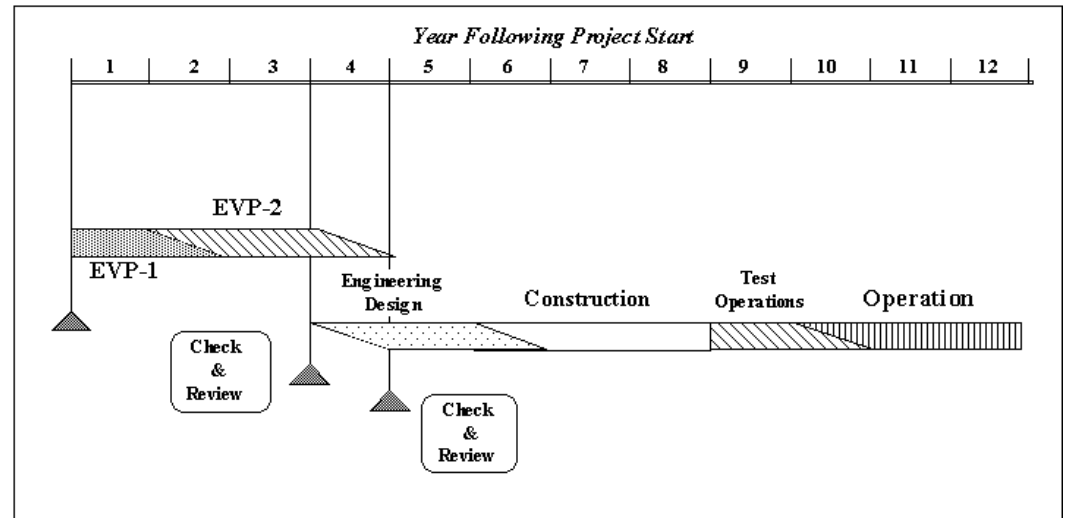 Year Following Project Start
1 2 3 4 5 6 7 8 9 10 11 12
EVP-2
EVP-1
Engineering
Design
Construction
Test
Operations
Operation
Check
&
Review
Check
&
Review